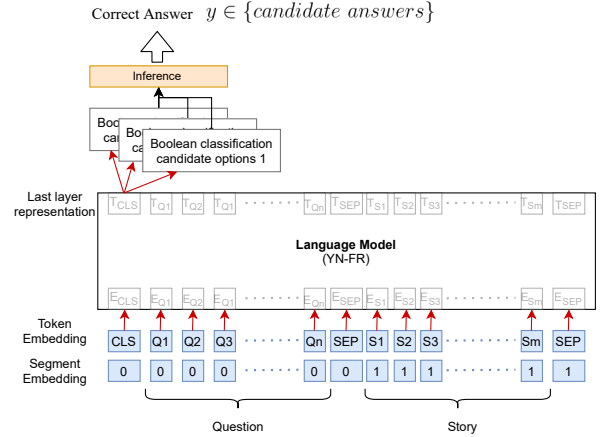 Correct Answer y ∈ {candidate answers}
Inference
Boolean classification
candidate options 1
Last layer
representation
T_CLS T_Q1 T_Q2 T_Q1 T_Qn T_SEP T_S1 T_S2 T_S3 T_Sm T_SEP
Language Model
(YN-FR)
E_CLS E_Q1 E_Q2 E_Q1 E_Qn E_SEP E_S1 E_S2 E_S3 E_Sm E_SEP
Token
Embedding
CLS Q1 Q2 Q3 Qn SEP S1 S2 S3 Sm SEP
Segment
Embedding
0 0 0 0 0 0 1 1 1 1 1
Question Story